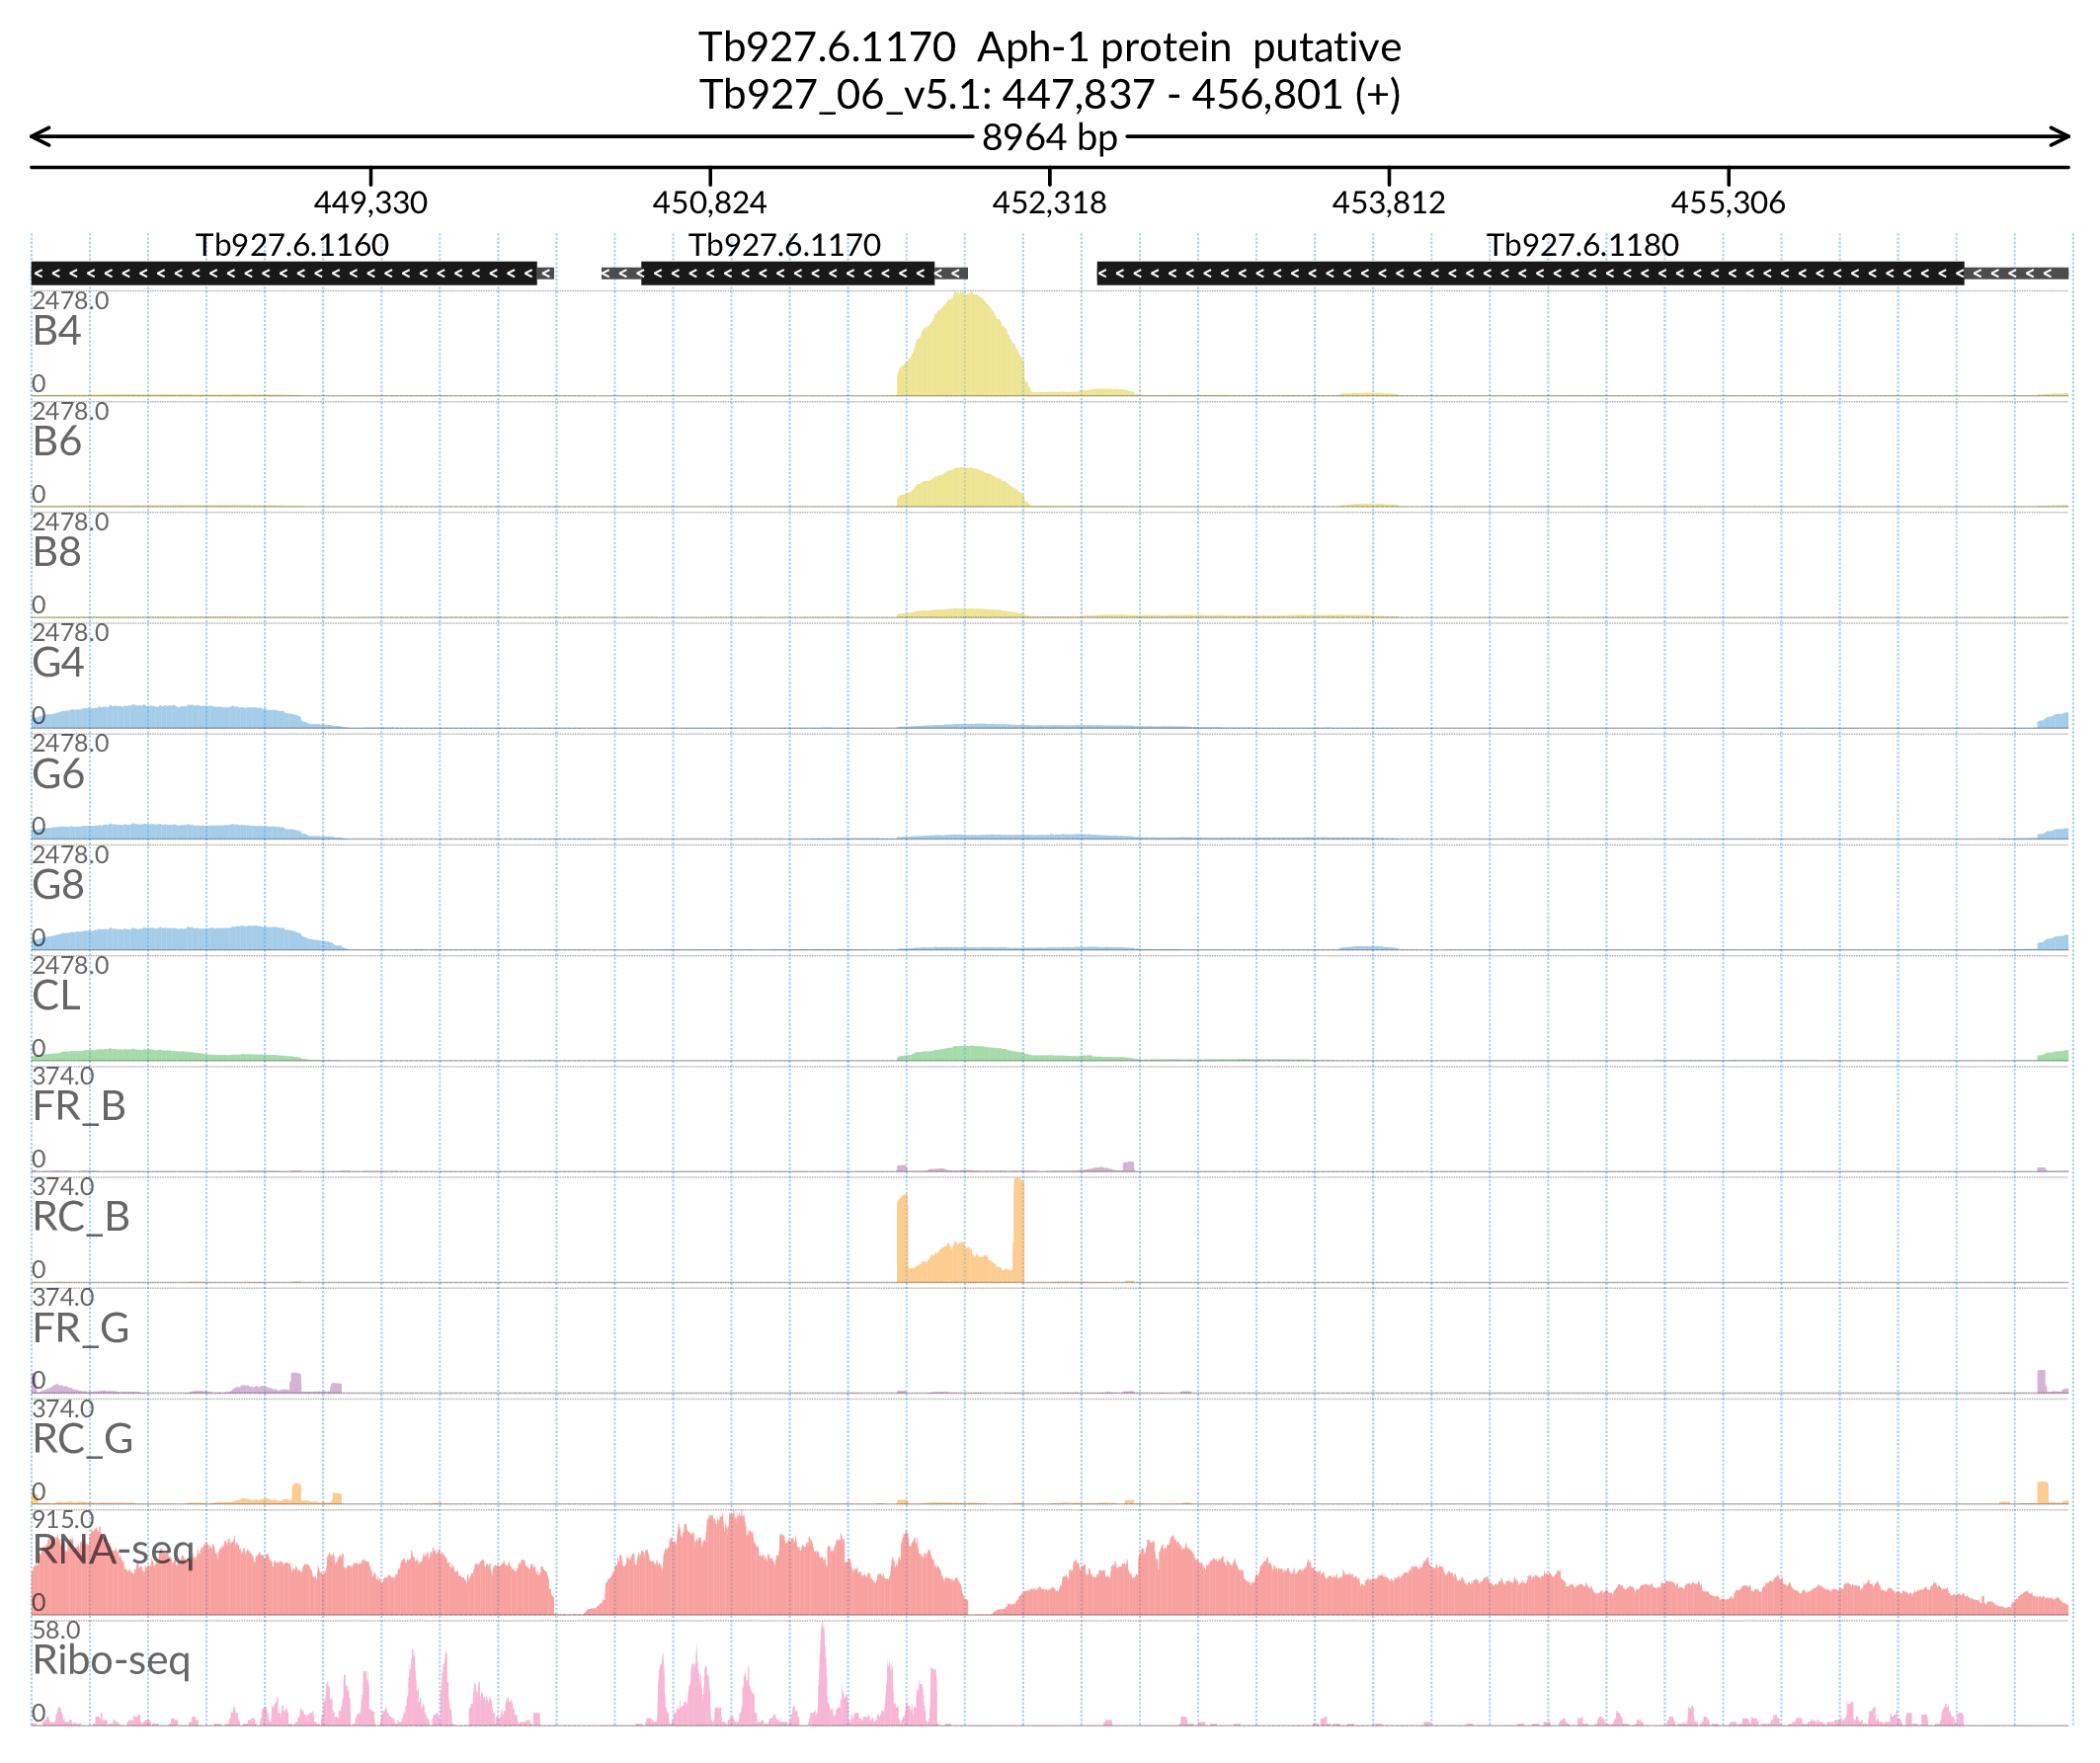 Tb927.6.1170 Aph-1 protein putative
Tb927_06_v5.1: 447,837 - 456,801 (+)
8964 bp
449,330 450,824 452,318 453,812 455,306
Tb927.6.1160 Tb927.6.1170 Tb927.6.1180
2478.0
B4
0
2478.0
B6
0
2478.0
B8
0
2478.0
G4
0
2478.0
G6
0
2478.0
G8
0
2478.0
CL
0
374.0
FR_B
0
374.0
RC_B
0
374.0
FR_G
0
374.0
RC_G
0
915.0
RNA-seq
0
58.0
Ribo-seq
0